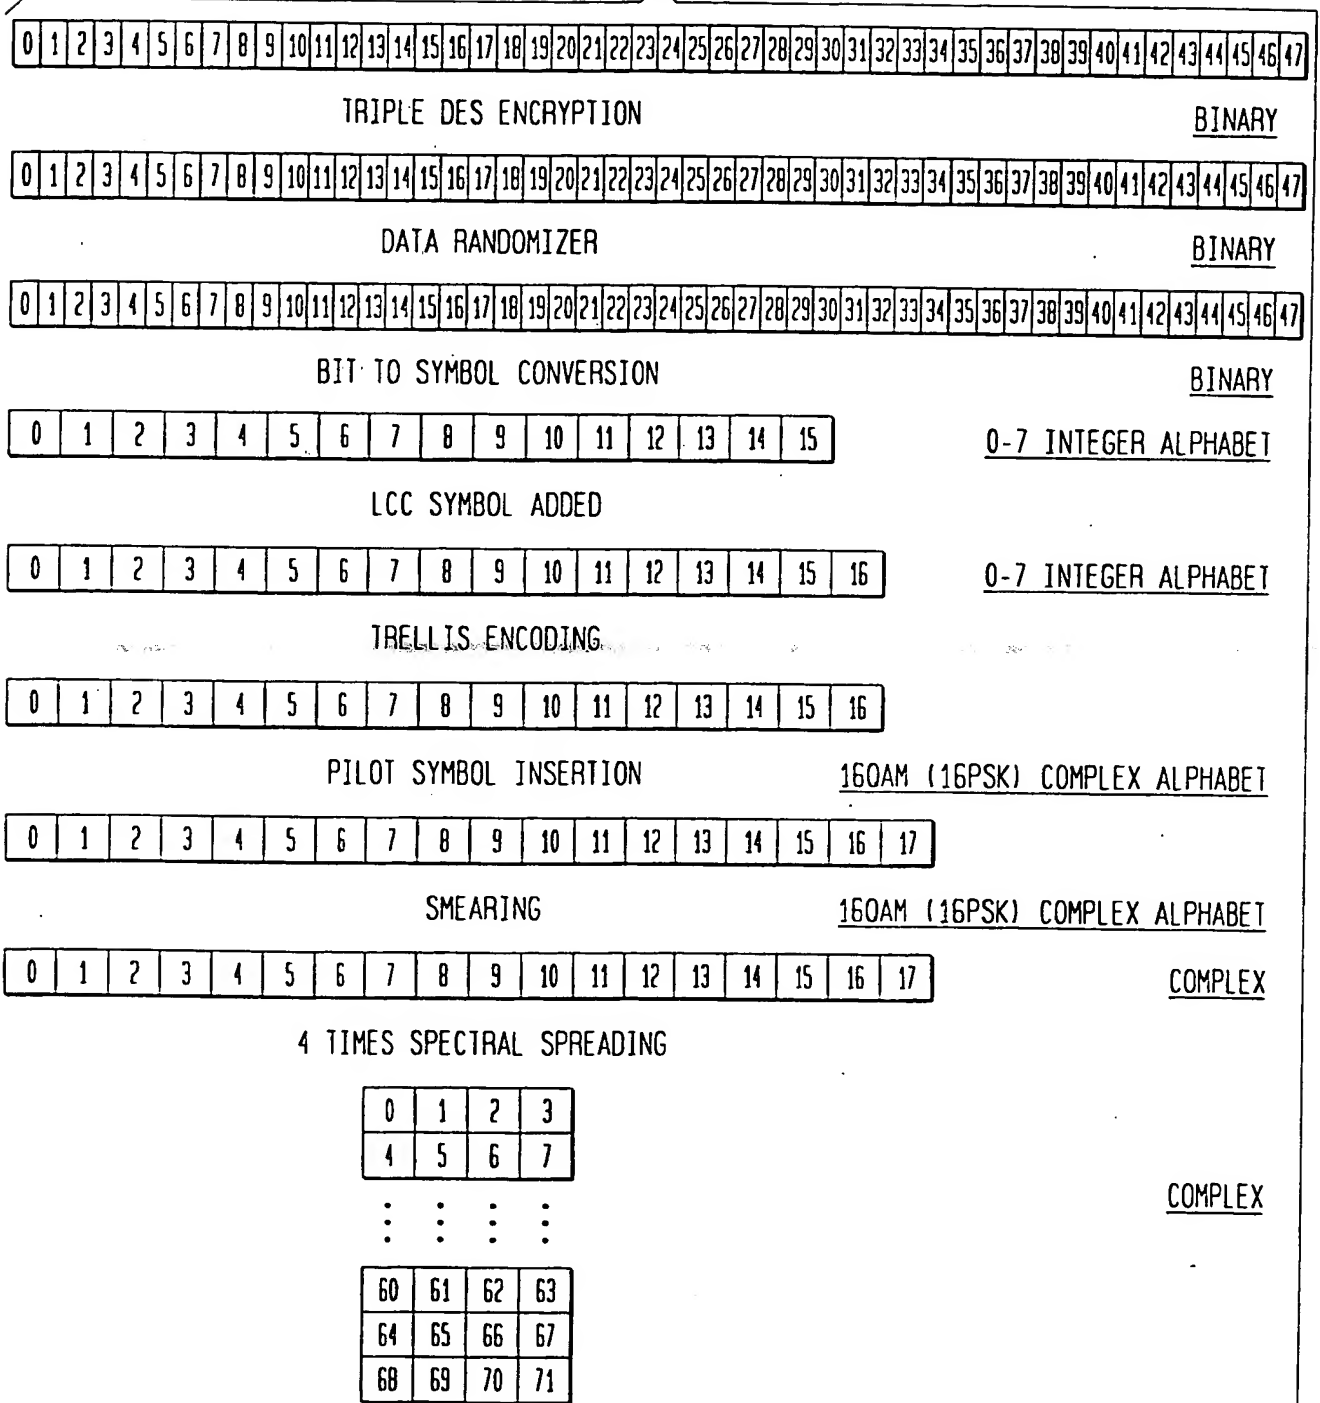 0 1 2 3 4 5 6 7 8 9 10 11 12 13 14 15 16 17 18 19 20 21 22 23 24 25 26 27 28 29 30 31 32 33 34 35 36 37 38 39 40 41 42 43 44 45 46 47
TRIPLE DES ENCRYPTION BINARY
0 1 2 3 4 5 6 7 8 9 10 11 12 13 14 15 16 17 18 19 20 21 22 23 24 25 26 27 28 29 30 31 32 33 34 35 36 37 38 39 40 41 42 43 44 45 46 47
DATA RANDOMIZER BINARY
0 1 2 3 4 5 6 7 8 9 10 11 12 13 14 15 16 17 18 19 20 21 22 23 24 25 26 27 28 29 30 31 32 33 34 35 36 37 38 39 40 41 42 43 44 45 46 47
BIT TO SYMBOL CONVERSION BINARY
0 1 2 3 4 5 6 7 8 9 10 11 12 13 14 15 0-7 INTEGER ALPHABET
LCC SYMBOL ADDED
0 1 2 3 4 5 6 7 8 9 10 11 12 13 14 15 16 0-7 INTEGER ALPHABET
TRELLIS ENCODING
0 1 2 3 4 5 6 7 8 9 10 11 12 13 14 15 16
PILOT SYMBOL INSERTION 16QAM (16PSK) COMPLEX ALPHABET
0 1 2 3 4 5 6 7 8 9 10 11 12 13 14 15 16 17
SMEARING 16QAM (16PSK) COMPLEX ALPHABET
0 1 2 3 4 5 6 7 8 9 10 11 12 13 14 15 16 17 COMPLEX
4 TIMES SPECTRAL SPREADING
0 1 2 3
4 5 6 7
COMPLEX
60 61 62 63
64 65 66 67
68 69 70 71